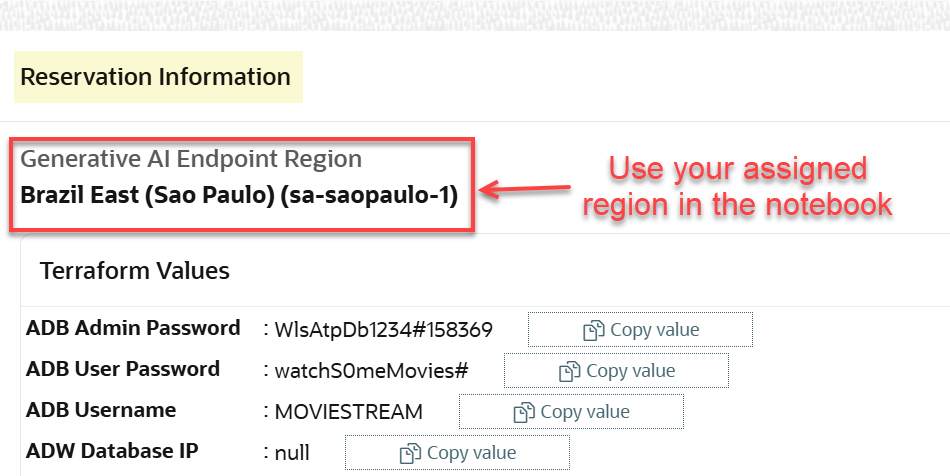 Reservation Information
Generative AI Endpoint Region
Brazil East (Sao Paulo) (sa-saopaulo-1)
Use your assigned
region in the notebook
Terraform Values
ADB Admin Password : WlsAtpDb1234#158369 Copy value
ADB User Password : watchS0meMovies# Copy value
ADB Username : MOVIESTREAM Copy value
ADW Database IP : null Copy value